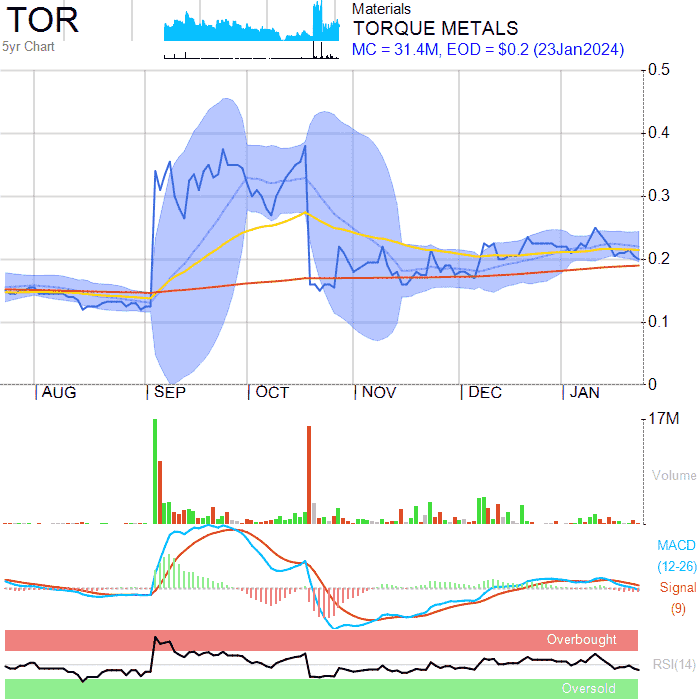 TOR
5yr Chart
Materials
TORQUE METALS
MC = 31.4M, EOD = $0.2 (23Jan2024)
0.5
0.4
0.3
0.2
0.1
0
AUG SEP OCT NOV DEC JAN
17M
Volume
MACD
(12-26)
Signal
(9)
Overbought
RSI(14)
Oversold